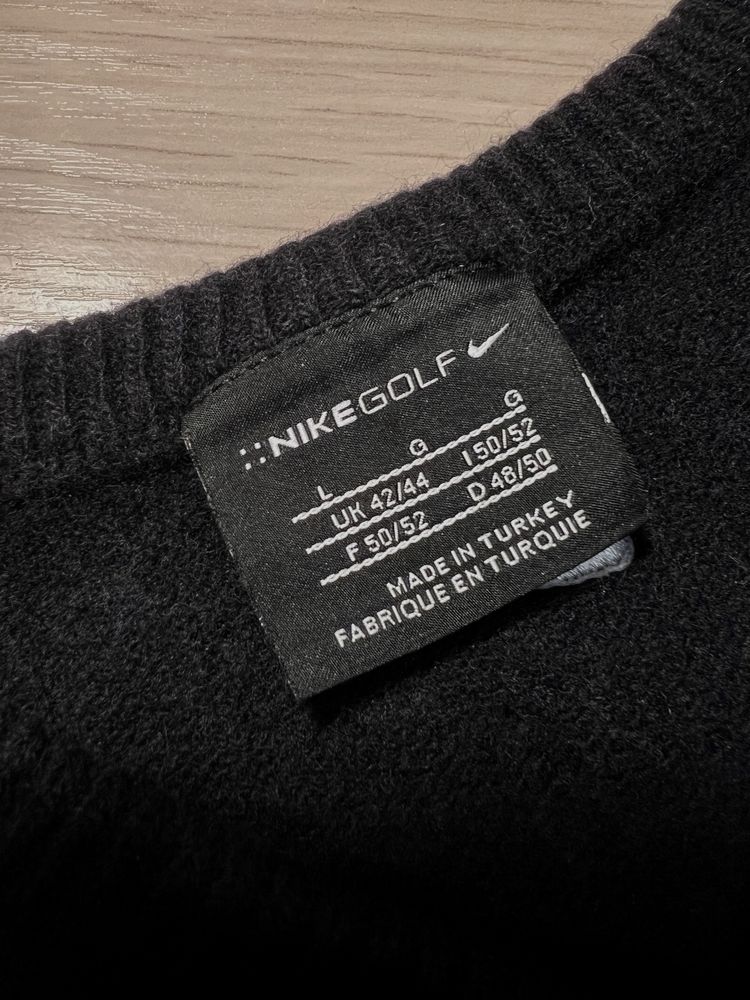 NIKEGOLF
L G G
UK 42/44 I 50/52
F 50/52 D 48/50
MADE IN TURKEY
FABRIQUE EN TURQUIE